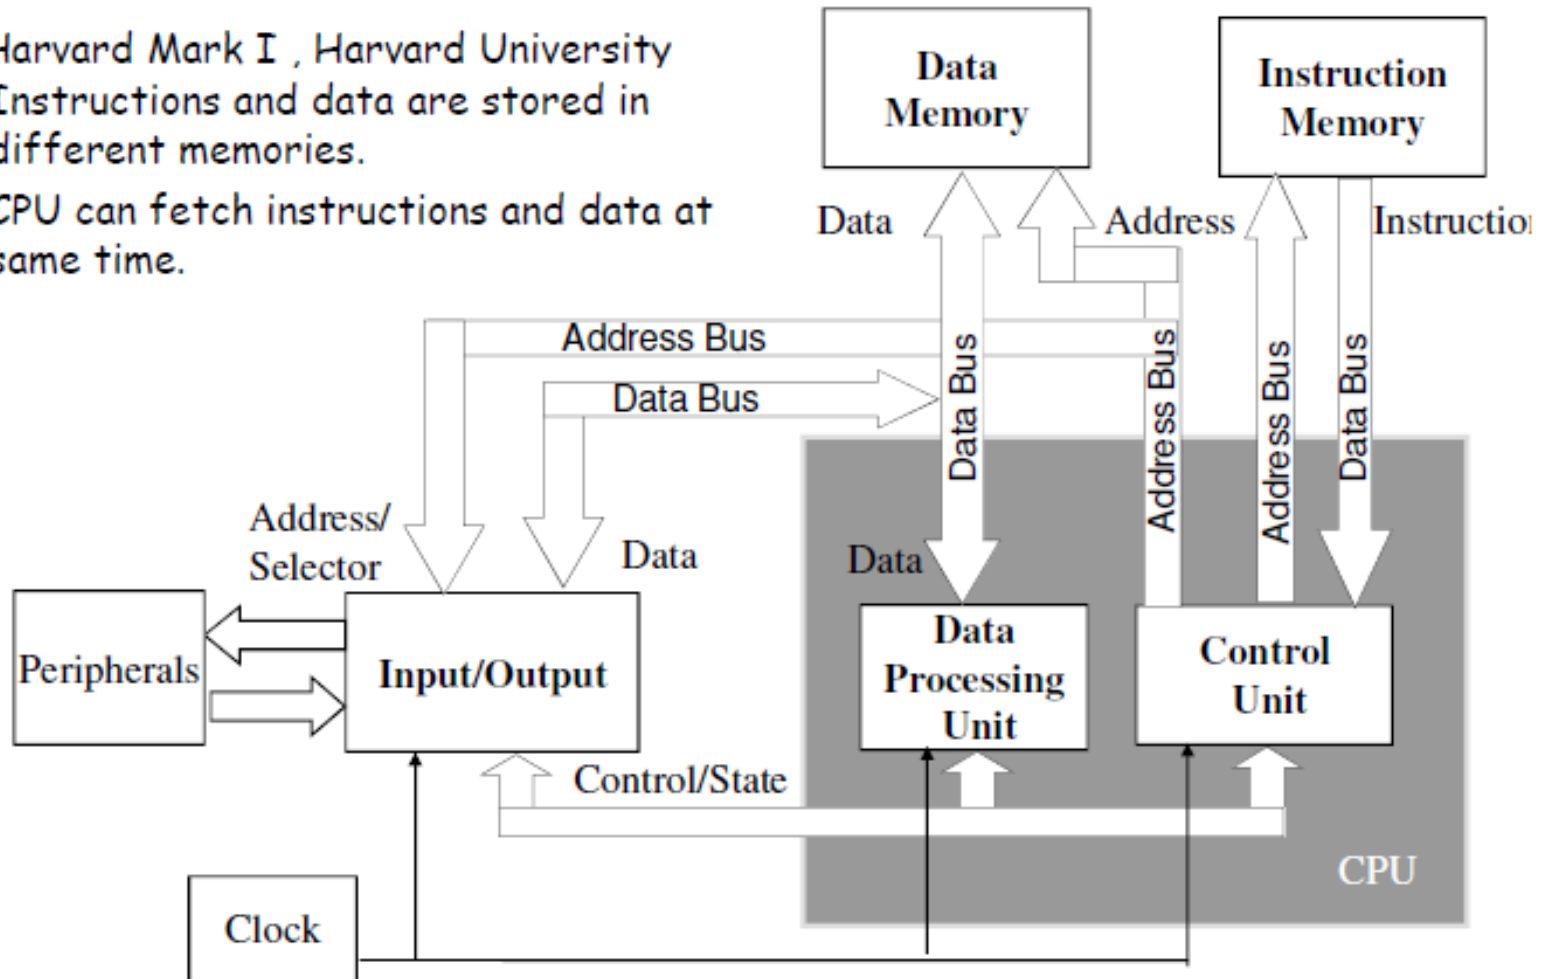 Harvard Mark I , Harvard University
Instructions and data are stored in
different memories.
CPU can fetch instructions and data at
same time.
Data
Memory
Instruction
Memory
Data
Address
Instruction
Address Bus
Data Bus
Data Bus
Address Bus
Address Bus
Data Bus
Address/
Selector
Data
Data
Peripherals
Input/Output
Data
Processing
Unit
Control
Unit
Control/State
CPU
Clock